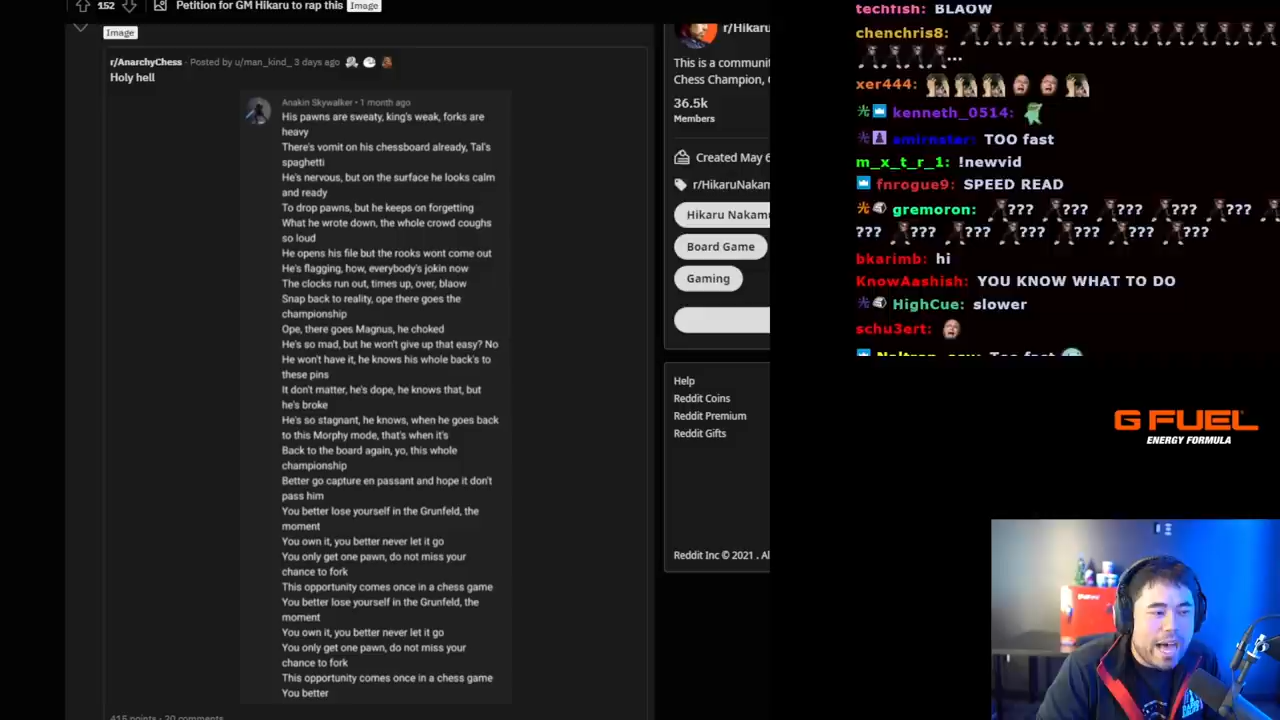 152 Petition for GM Hikaru to rap this Image
Image
r/AnarchyChess · Posted by u/man_kind_ 3 days ago
Holy hell
Anakin Skywalker • 1 month ago
His pawns are sweaty, king's weak, forks are
heavy
There's vomit on his chessboard already, Tal's
spaghetti
He's nervous, but on the surface he looks calm
and ready
To drop pawns, but he keeps on forgetting
What he wrote down, the whole crowd coughs
so loud
He opens his file but the rooks wont come out
He's flagging, how, everybody's jokin now
The clocks run out, times up, over, blaow
Snap back to reality, ope there goes the
championship
Ope, there goes Magnus, he choked
He's so mad, but he won't give up that easy? No
He won't have it, he knows his whole back's to
these pins
It don't matter, he's dope, he knows that, but
he's broke
He's so stagnant, he knows, when he goes back
to this Morphy mode, that's when it's
Back to the board again, yo, this whole
championship
Better go capture en passant and hope it don't
pass him
You better lose yourself in the Grunfeld, the
moment
You own it, you better never let it go
You only get one pawn, do not miss your
chance to fork
This opportunity comes once in a chess game
You better lose yourself in the Grunfeld, the
moment
You own it, you better never let it go
You only get one pawn, do not miss your
chance to fork
This opportunity comes once in a chess game
You better
415 points · 20 comments
r/Hikaru
This is a communit
Chess Champion, 
36.5k
Members
Created May 6
r/HikaruNakam
Hikaru Nakamu
Board Game
Gaming
Help
Reddit Coins
Reddit Premium
Reddit Gifts
Reddit Inc © 2021 . Al
techfish: BLAOW
chenchris8:
...
xer444:
kenneth_0514:
amirnstar: TOO fast
m_x_t_r_1: !newvid
fnrogue9: SPEED READ
gremoron: ??? ??? ??? ??? ???
??? ??? ??? ??? ??? ??? ???
bkarimb: hi
KnowAashish: YOU KNOW WHAT TO DO
HighCue: slower
schu3ert:
Too fast
G FUEL
ENERGY FORMULA